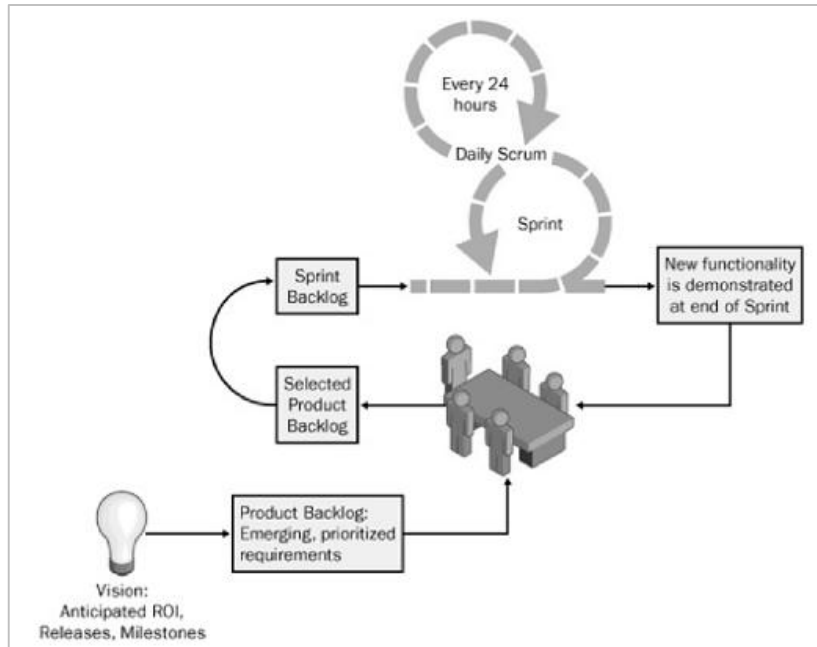 Every 24
hours
Daily Scrum
Sprint
Sprint
Backlog
New functionality
is demonstrated
at end of Sprint
Selected
Product
Backlog
Product Backlog:
Emerging, prioritized
requirements
Vision:
Anticipated ROI,
Releases, Milestones